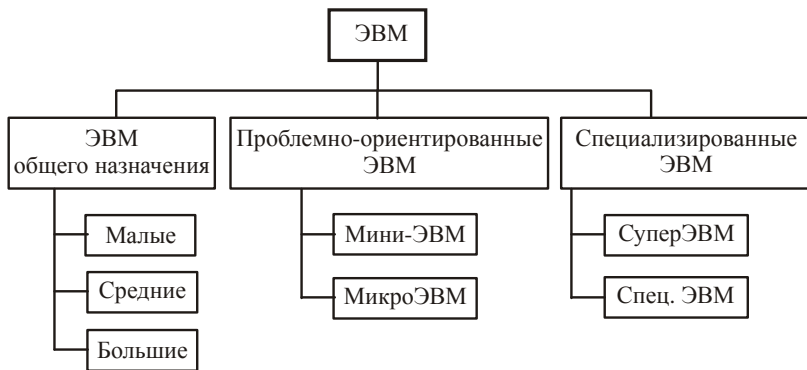 ЭВМ
ЭВМ
общего назначения
Проблемно-ориентированные
ЭВМ
Специализированные
ЭВМ
Малые
Средние
Большие
Мини-ЭВМ
МикроЭВМ
СуперЭВМ
Спец. ЭВМ